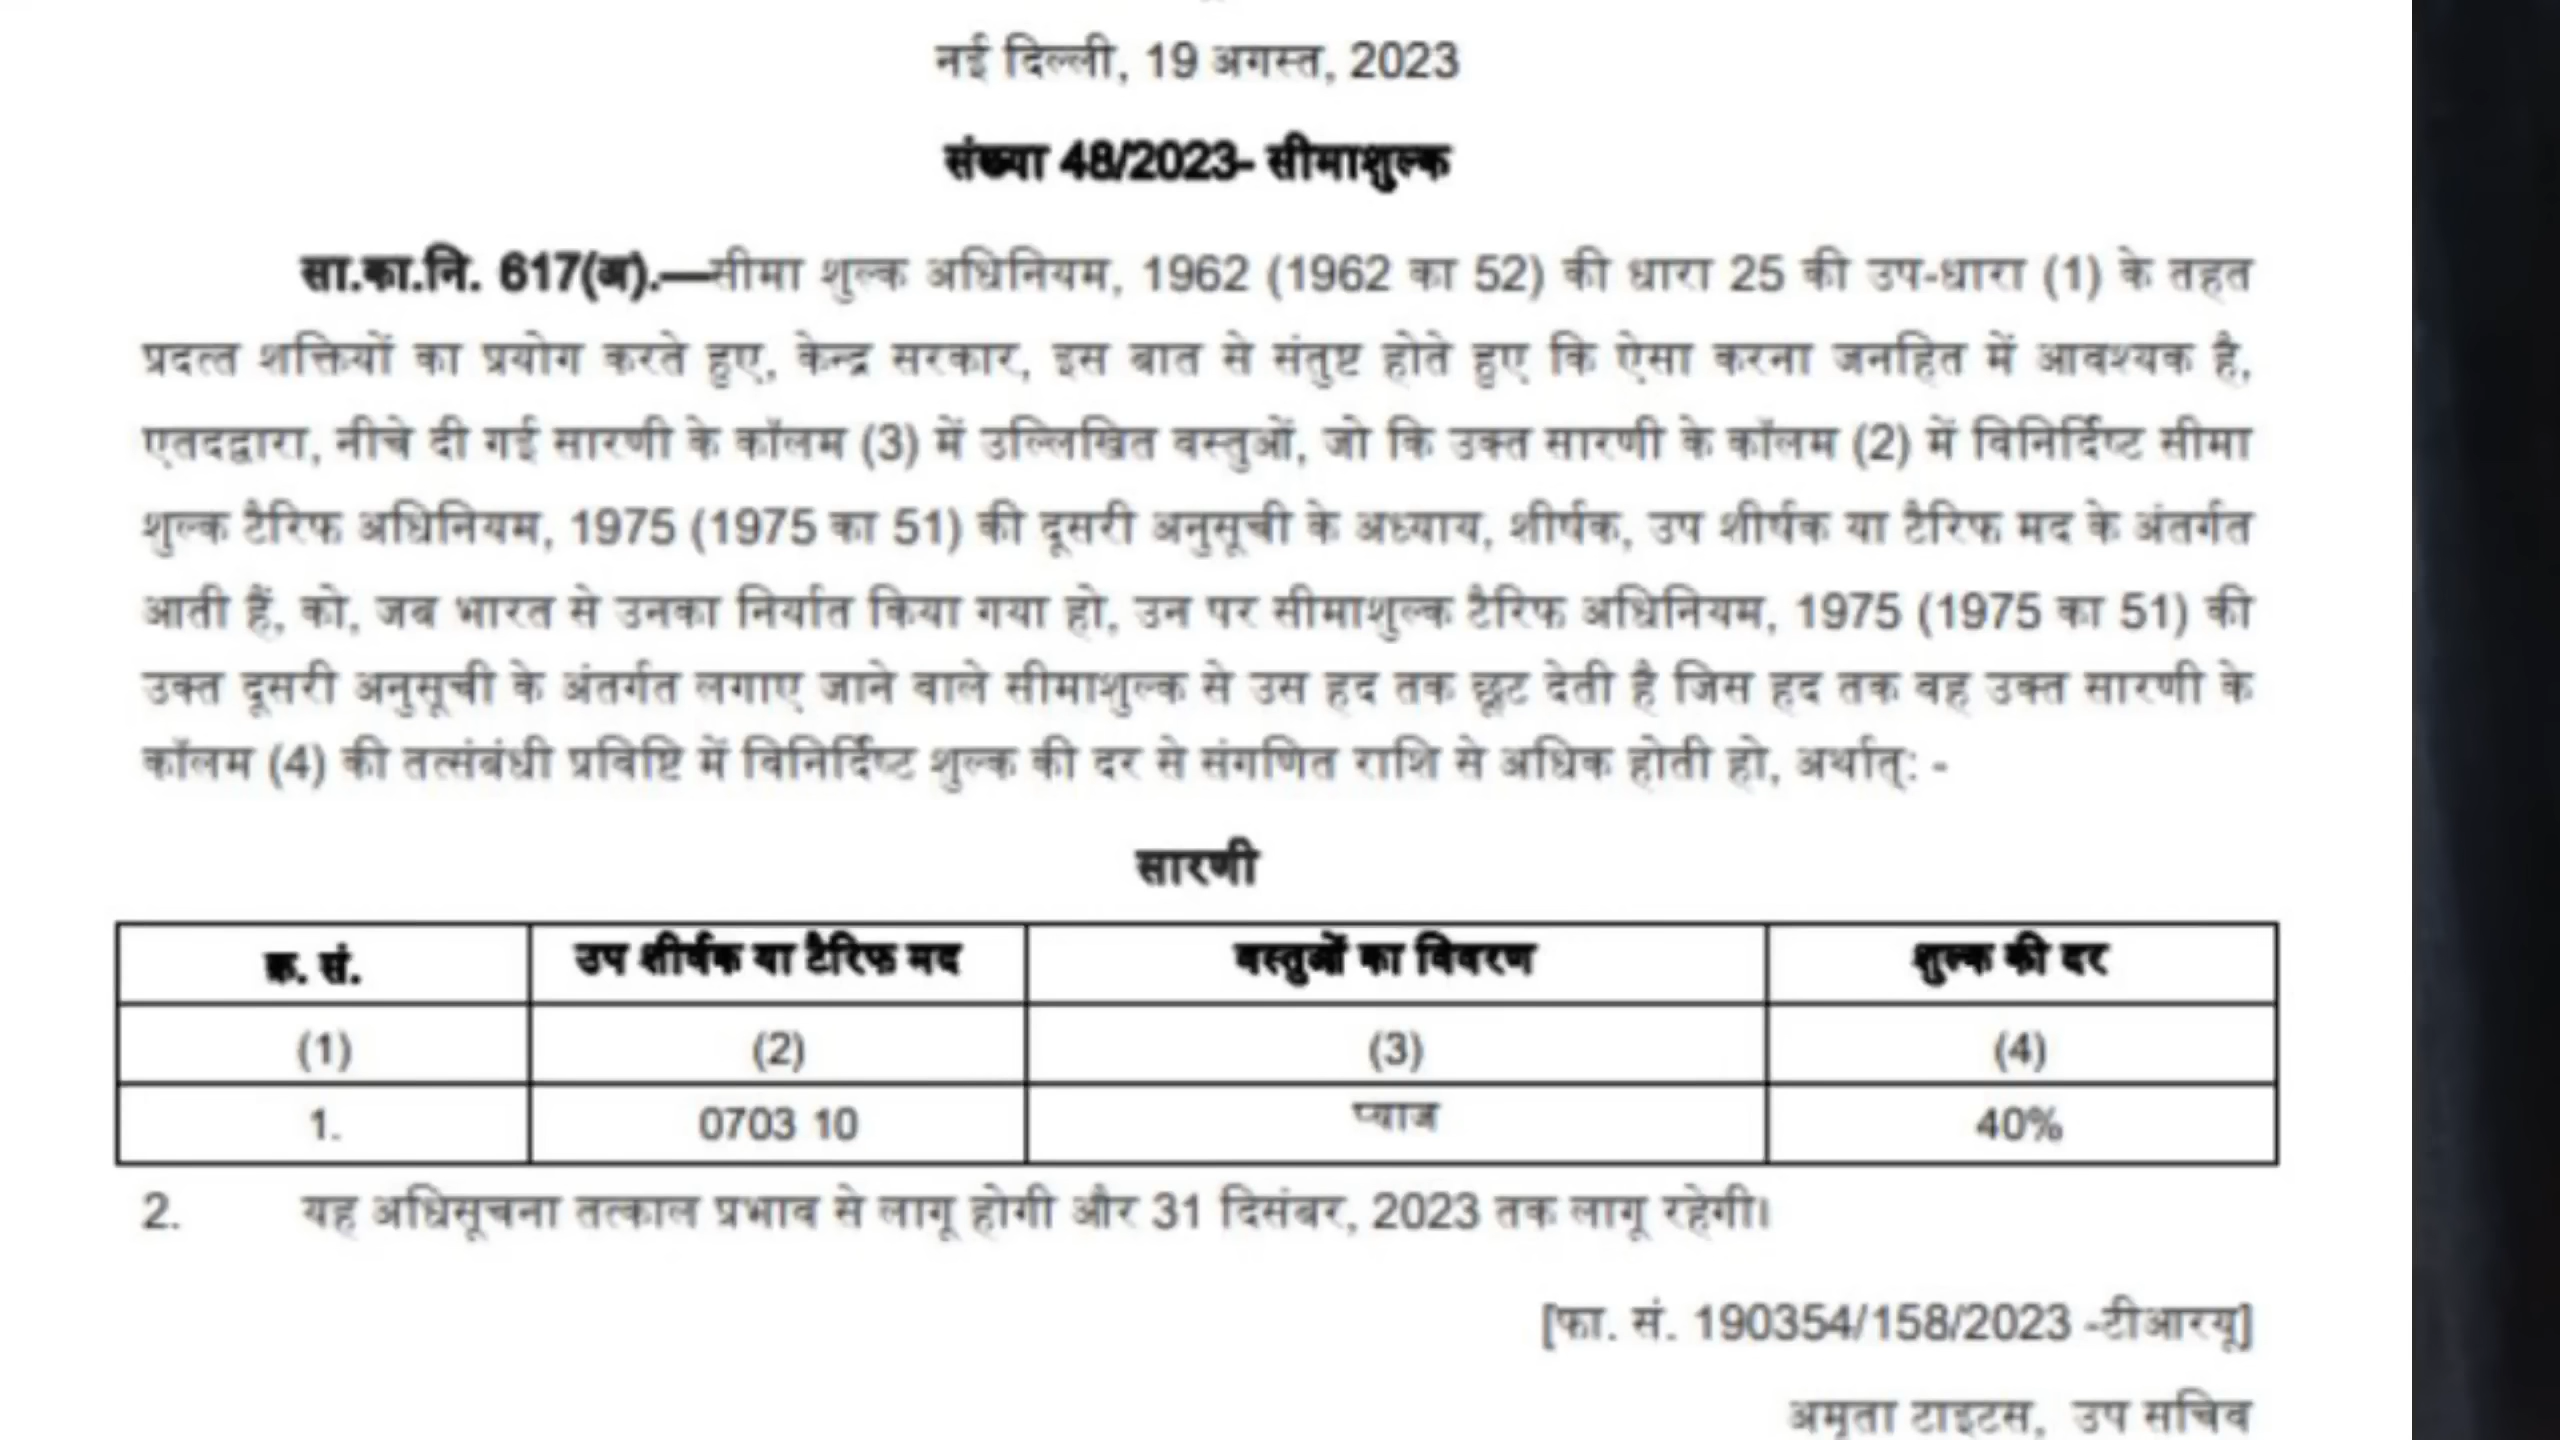 नई दिल्ली, 19 अगस्त, 2023
संख्या 48/2023- सीमाशुल्क
सा.का.नि. 617(अ).—सीमा शुल्क अधिनियम, 1962 (1962 का 52) की धारा 25 की उप-धारा (1) के तहत
प्रदत्त शक्तियों का प्रयोग करते हुए, केन्द्र सरकार, इस बात से संतुष्ट होते हुए कि ऐसा करना जनहित में आवश्यक है,
एतदद्वारा, नीचे दी गई सारणी के कॉलम (3) में उल्लिखित वस्तुओं, जो कि उक्त सारणी के कॉलम (2) में विनिर्दिष्ट सीमा
शुल्क टैरिफ अधिनियम, 1975 (1975 का 51) की दूसरी अनुसूची के अध्याय, शीर्षक, उप शीर्षक या टैरिफ मद के अंतर्गत
आती हैं, को, जब भारत से उनका निर्यात किया गया हो, उन पर सीमाशुल्क टैरिफ अधिनियम, 1975 (1975 का 51) की
उक्त दूसरी अनुसूची के अंतर्गत लगाए जाने वाले सीमाशुल्क से उस हद तक छूट देती है जिस हद तक वह उक्त सारणी के
कॉलम (4) की तत्संबंधी प्रविष्टि में विनिर्दिष्ट शुल्क की दर से संगणित राशि से अधिक होती हो, अर्थात्: -
सारणी
क्र. सं. उप शीर्षक या टैरिफ मद वस्तुओं का विवरण शुल्क की दर
(1) (2) (3) (4)
1. 0703 10 प्याज 40%
2. यह अधिसूचना तत्काल प्रभाव से लागू होगी और 31 दिसंबर, 2023 तक लागू रहेगी।
[फा. सं. 190354/158/2023 -टीआरयू]
अमृता टाइटस, उप सचिव